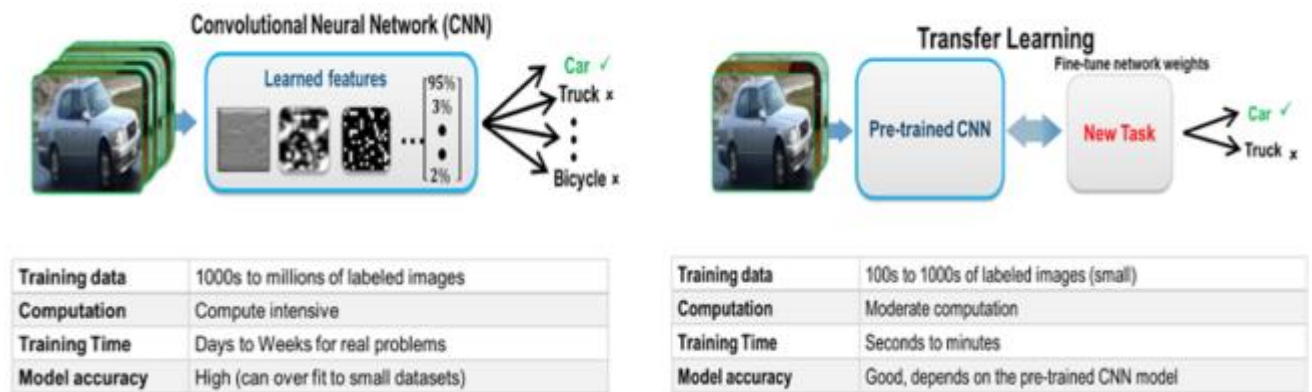 Convolutional Neural Network (CNN)
Learned features
95%
3%
2%
Car ✓
Truck x
Bicycle x
Training data 1000s to millions of labeled images
Computation Compute intensive
Training Time Days to Weeks for real problems
Model accuracy High (can over fit to small datasets)
Transfer Learning
Fine-tune network weights
Pre-trained CNN
New Task
Car ✓
Truck x
Training data 100s to 1000s of labeled images (small)
Computation Moderate computation
Training Time Seconds to minutes
Model accuracy Good, depends on the pre-trained CNN model